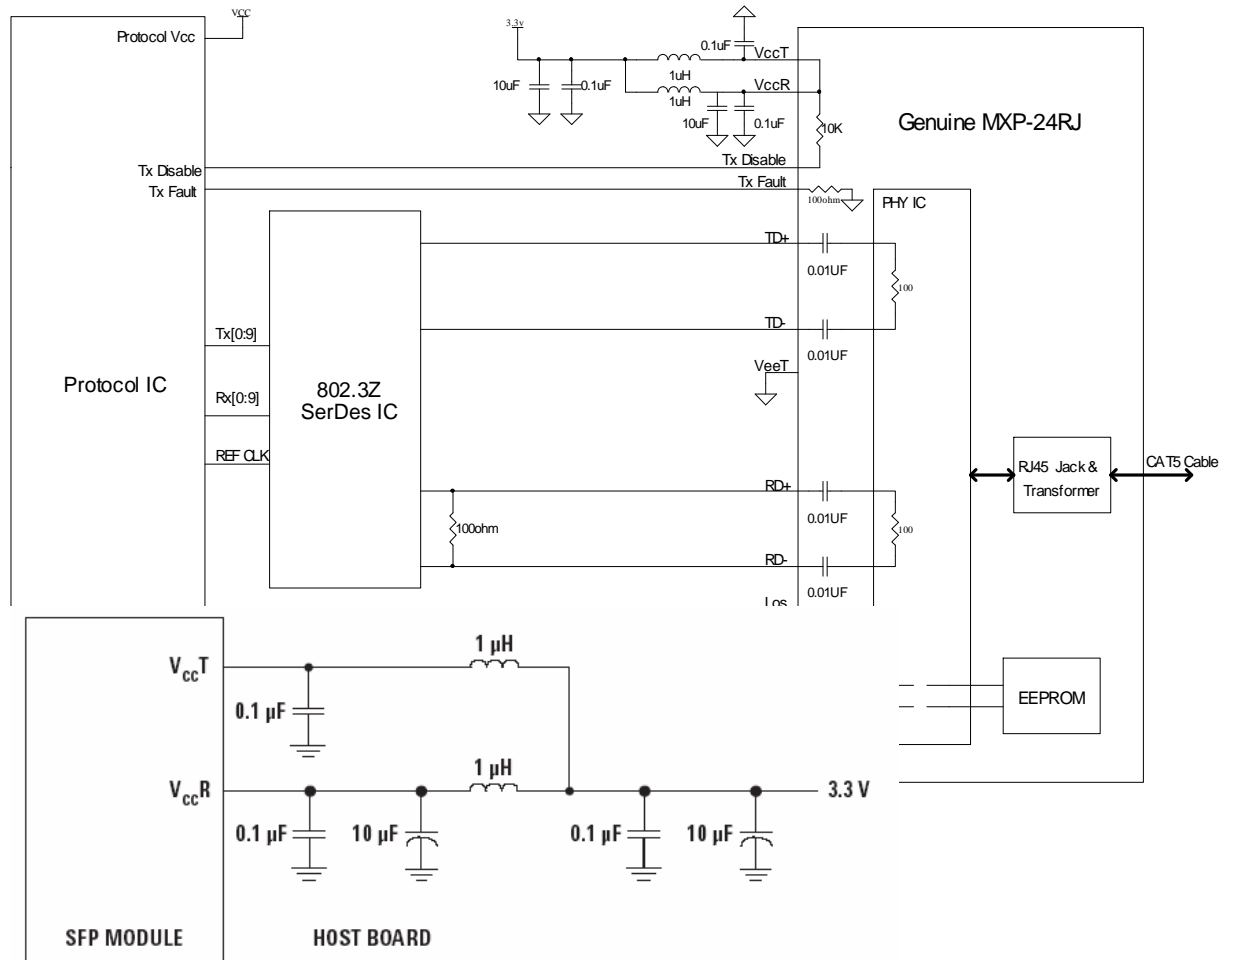 VCC
Protocol Vcc
3.3v
0.1uF
VccT
10uF
0.1uF
1uH
VccR
1uH
10uF
0.1uF
10K
Genuine MXP-24RJ
Tx Disable
Tx Disable
Tx Fault
Tx Fault
100ohm
PHY IC
TD+
0.01UF
100
Tx[0:9]
TD-
0.01UF
VeeT
Protocol IC
802.3Z
SerDes IC
Rx[0:9]
REF CLK
RD+
0.01UF
100ohm
100
RD-
0.01UF
Los
RJ45 Jack &
Transformer
CAT5 Cable
EEPROM
VccT
1 µH
0.1 µF
VccR
1 µH
3.3 V
0.1 µF
10 µF
0.1 µF
10 µF
SFP MODULE
HOST BOARD